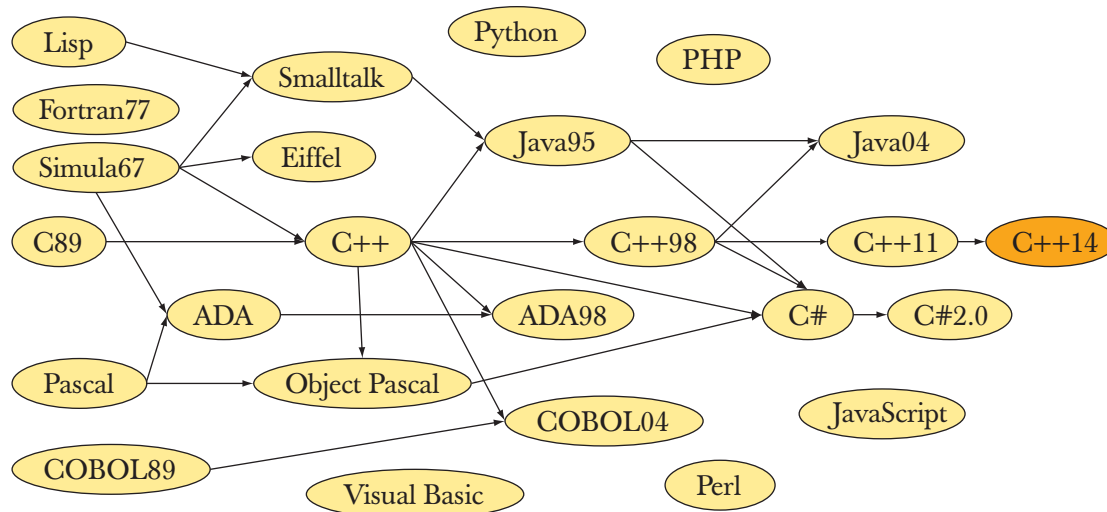 Lisp
Python
PHP
Smalltalk
Fortran77
Java95
Java04
Simula67
Eiffel
C89
C++
C++98
C++11
C++14
ADA
ADA98
C#
C#2.0
Pascal
Object Pascal
JavaScript
COBOL04
COBOL89
Visual Basic
Perl